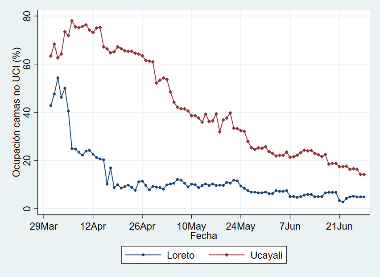 Ocupación camas no UCI (%)
80
60
40
20
0
29Mar 12Apr 26Apr 10May 24May 7Jun 21Jun
Fecha
Loreto Ucayali